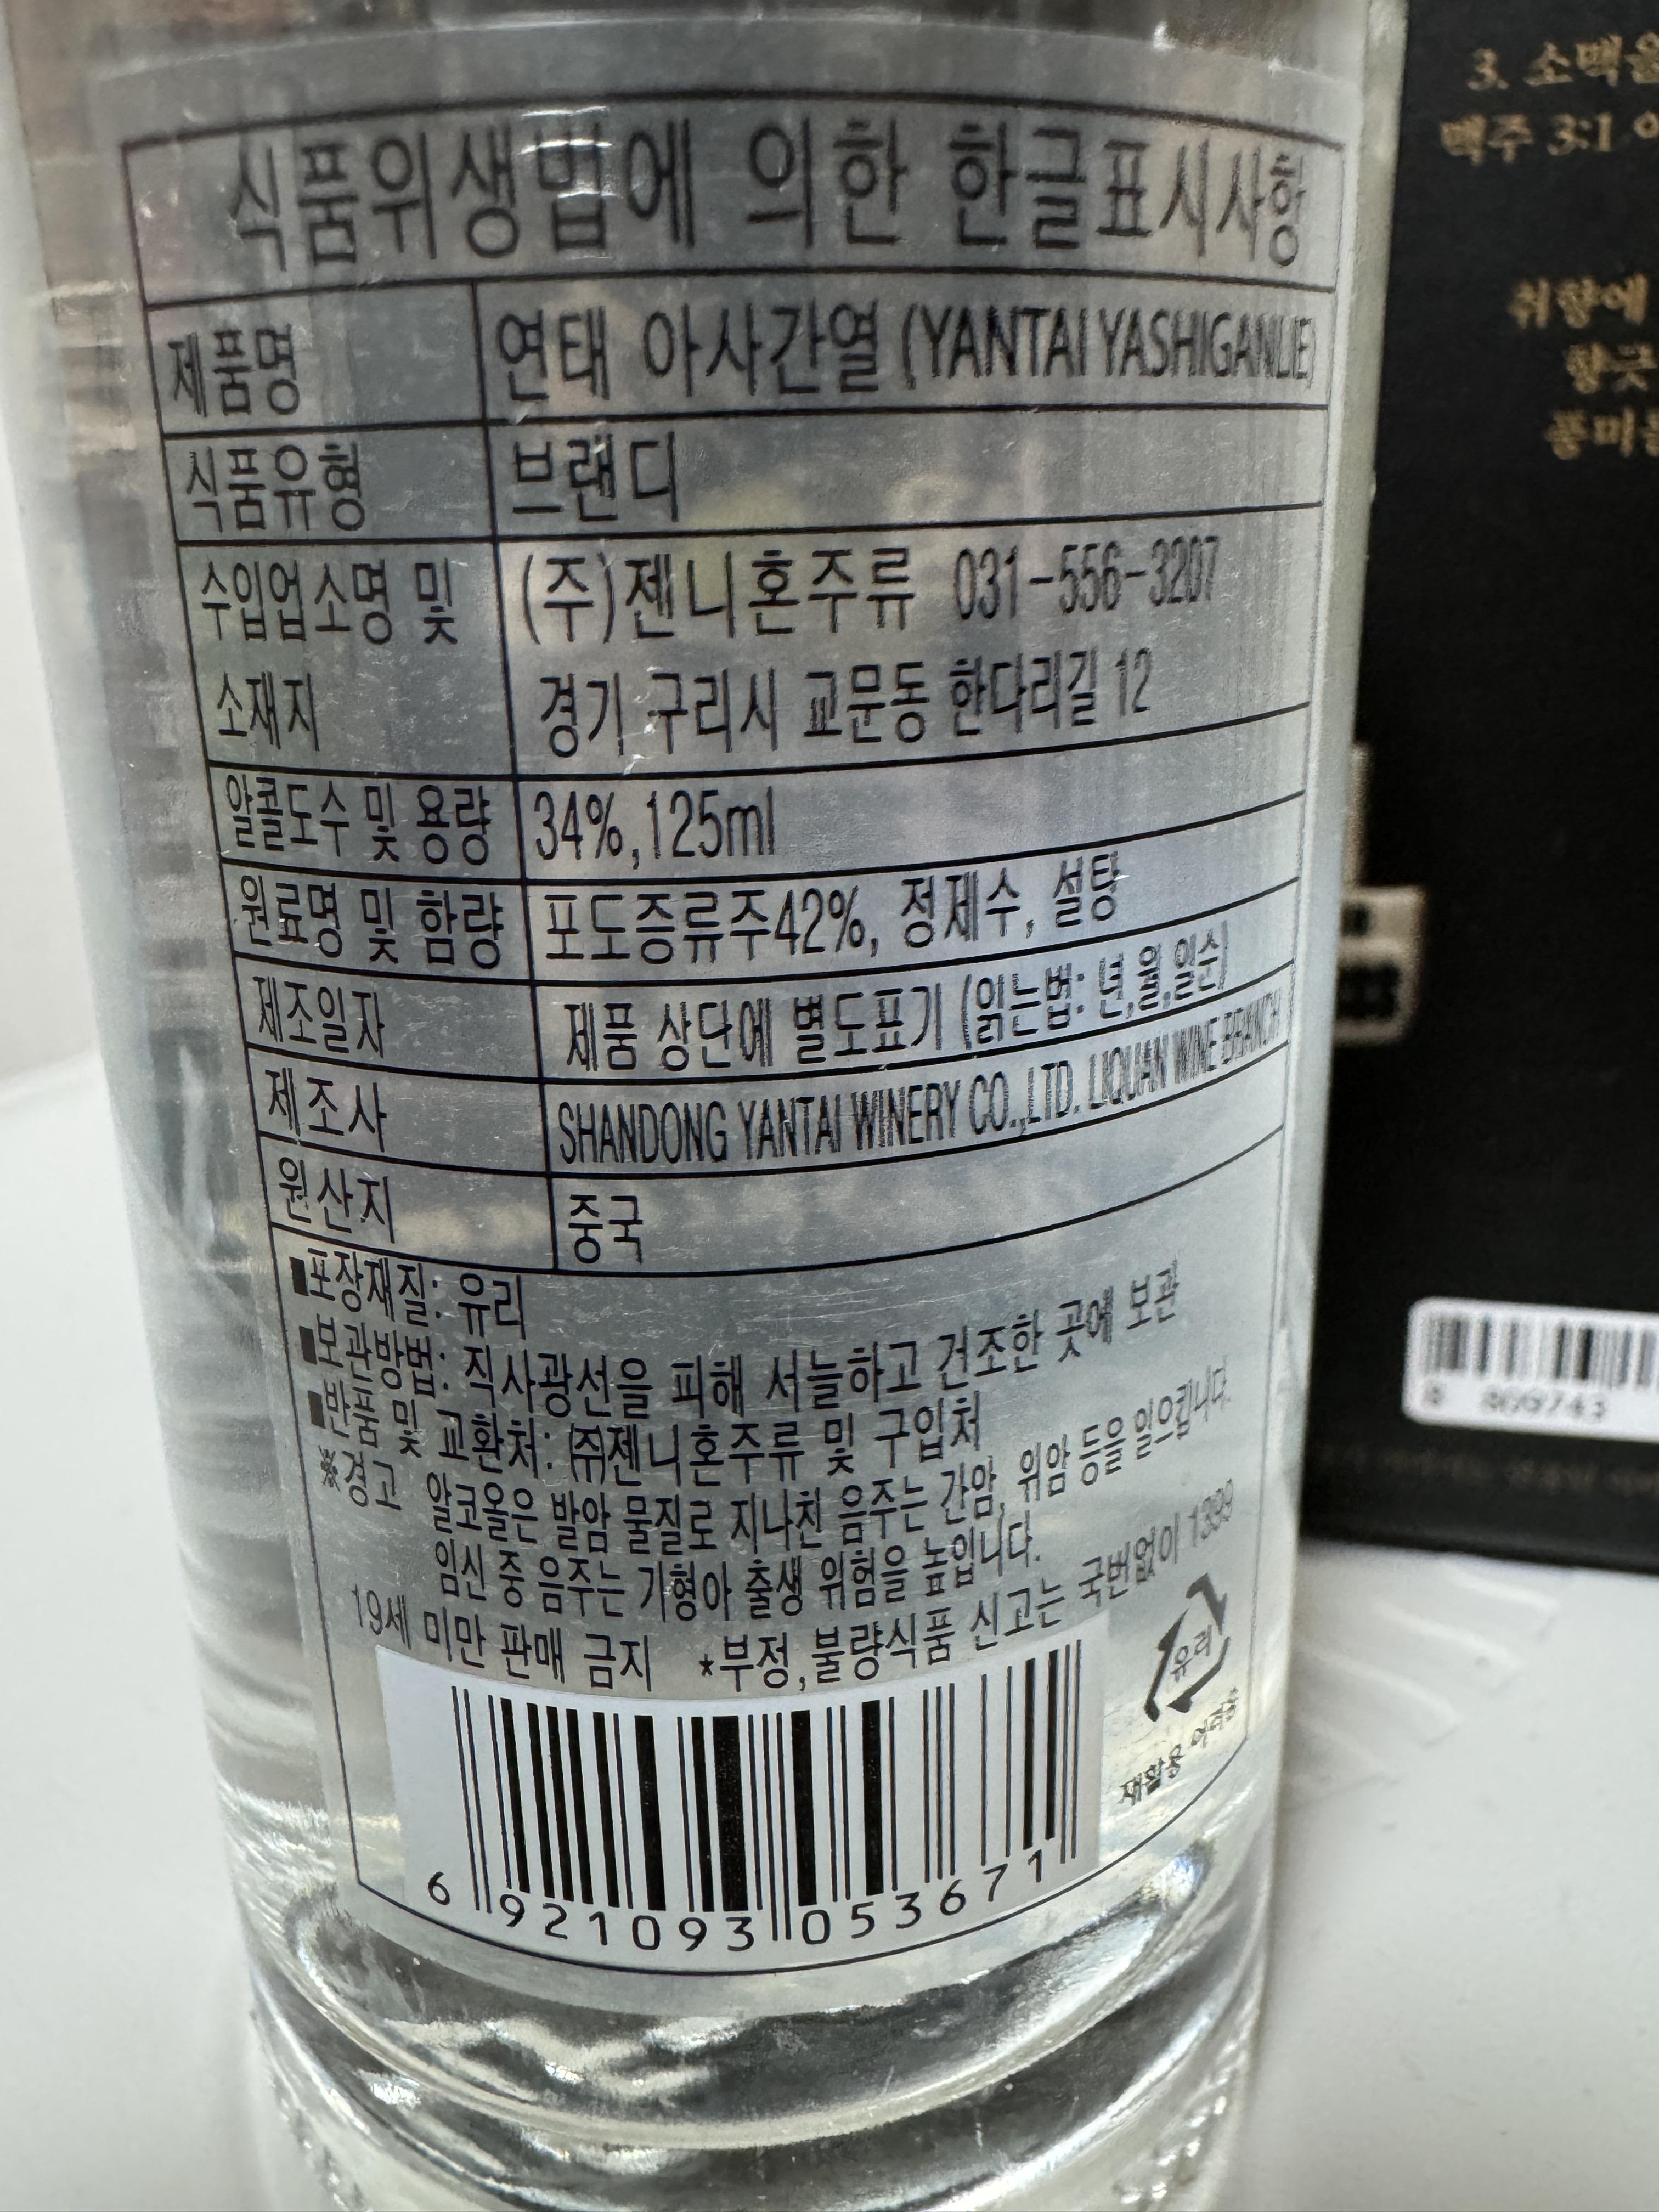 식품위생법에 의한 한글표시사항
제품명 연태 아사간열 (YANTAI YASHIGANLIE)
식품유형 브랜디
수입업소명 및 소재지 (주)젠니혼주류 031-556-3207
경기 구리시 교문동 한다리길 12
알콜도수 및 용량 34%,125ml
원료명 및 함량 포도증류주42%, 정제수, 설탕
제조일자 제품 상단에 별도표기 (읽는법: 년,월,일순)
제조사 SHANDONG YANTAI WINERY CO.,LTD. LIQUAN WINE BRANCH
원산지 중국
■포장재질: 유리
■보관방법: 직사광선을 피해 서늘하고 건조한 곳에 보관
■반품 및 교환처: ㈜젠니혼주류 및 구입처
※경고 알코올은 발암 물질로 지나친 음주는 간암, 위암 등을 일으킵니다.
임신 중 음주는 기형아 출생 위험을 높입니다.
19세 미만 판매 금지 *부정,불량식품 신고는 국번없이 1399
유리
재활용
6 921093 053671
3. 소맥을
맥주 3:1
취향에
향긋
풍미를
8 809743